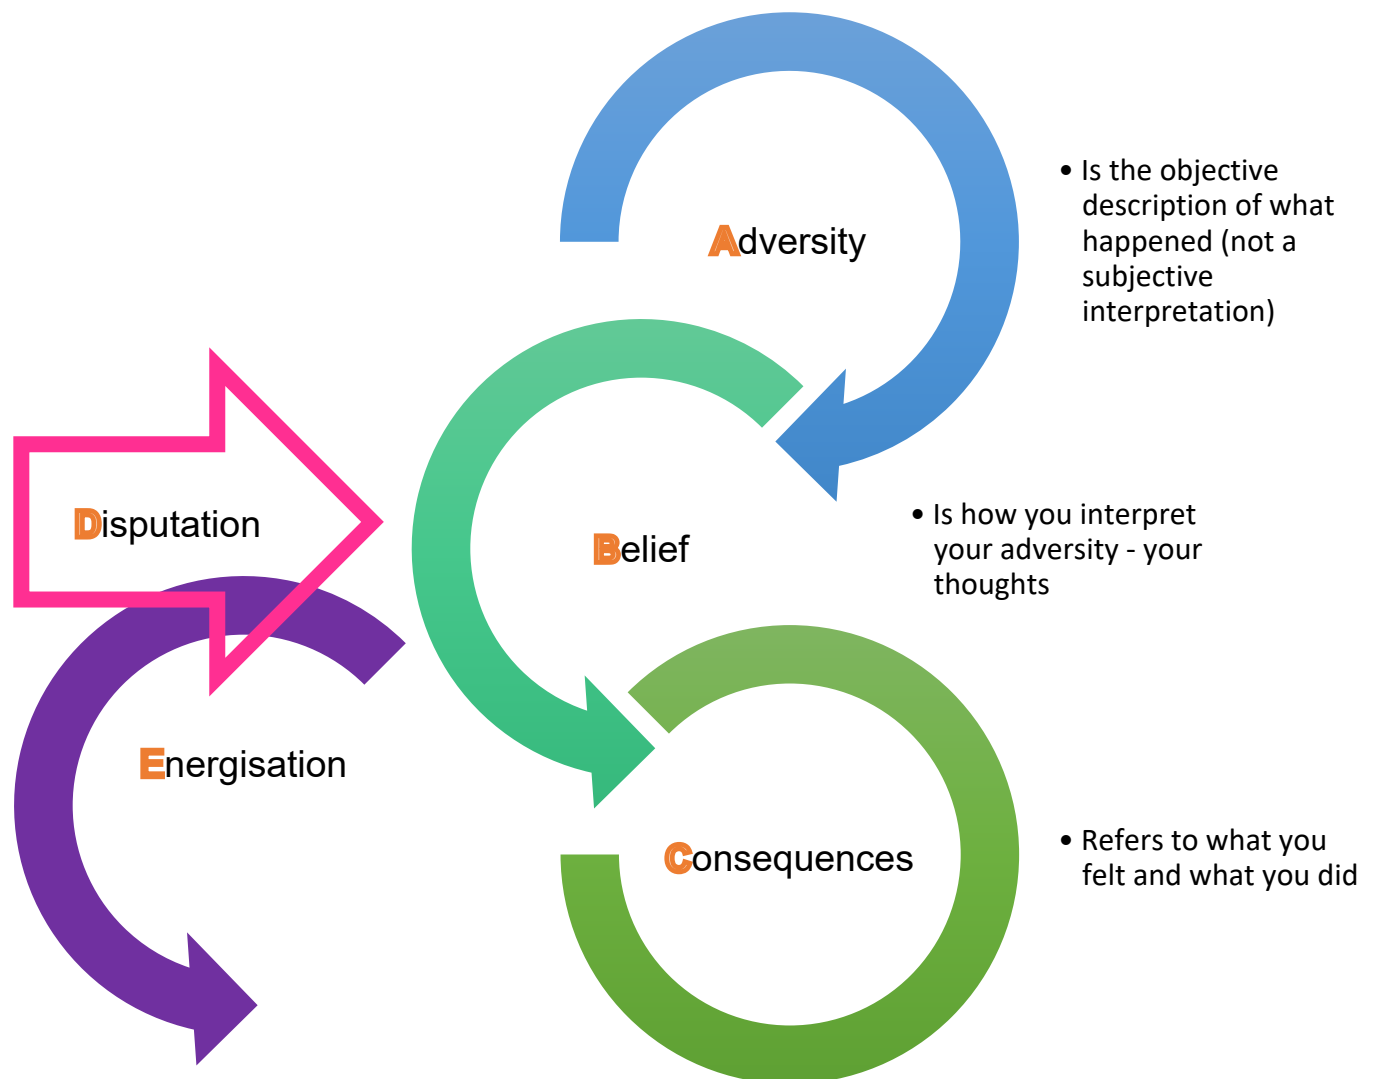 Adversity
• Is the objective
description of what
happened (not a
subjective
interpretation)
Disputation
Belief
• Is how you interpret
your adversity - your
thoughts
Energisation
Consequences
• Refers to what you
felt and what you did